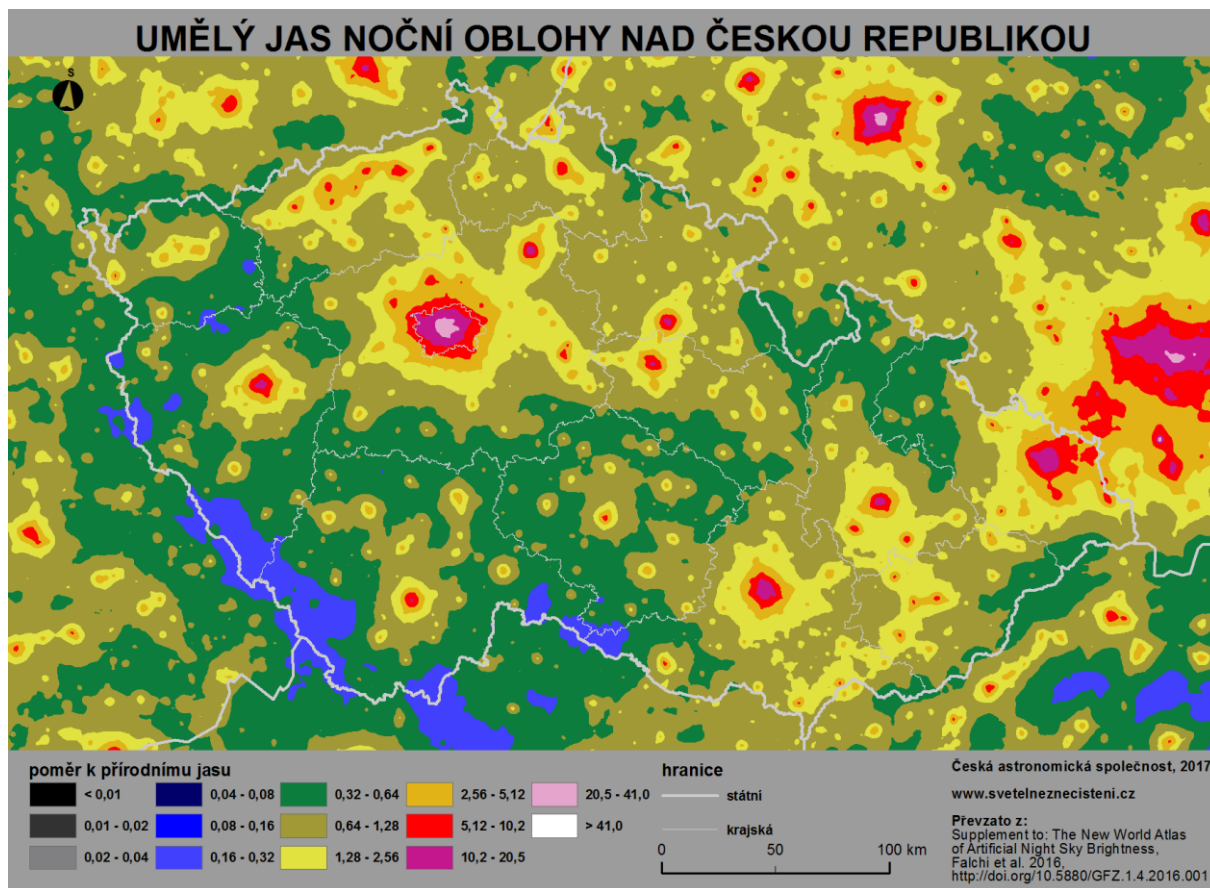 UMĚLÝ JAS NOČNÍ OBLOHY NAD ČESKOU REPUBLIKOU
S
poměr k přírodnímu jasu
< 0,01
0,01 - 0,02
0,02 - 0,04
0,04 - 0,08
0,08 - 0,16
0,16 - 0,32
0,32 - 0,64
0,64 - 1,28
1,28 - 2,56
2,56 - 5,12
5,12 - 10,2
10,2 - 20,5
20,5 - 41,0
> 41,0
hranice
státni
krajská
0 50 100 km
Česká astronomická společnost, 2017
www.svetelneznecisteni.cz
Převzato z:
Supplement to: The New World Atlas
of Artificial Night Sky Brightness,
Falchi et al. 2016,
http://doi.org/10.5880/GFZ.1.4.2016.001